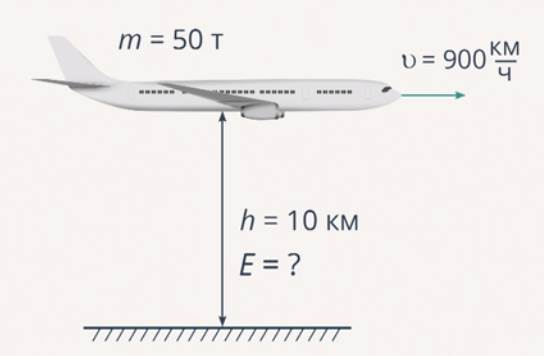 m = 50 т
υ = 900 км/ч
h = 10 км
E = ?